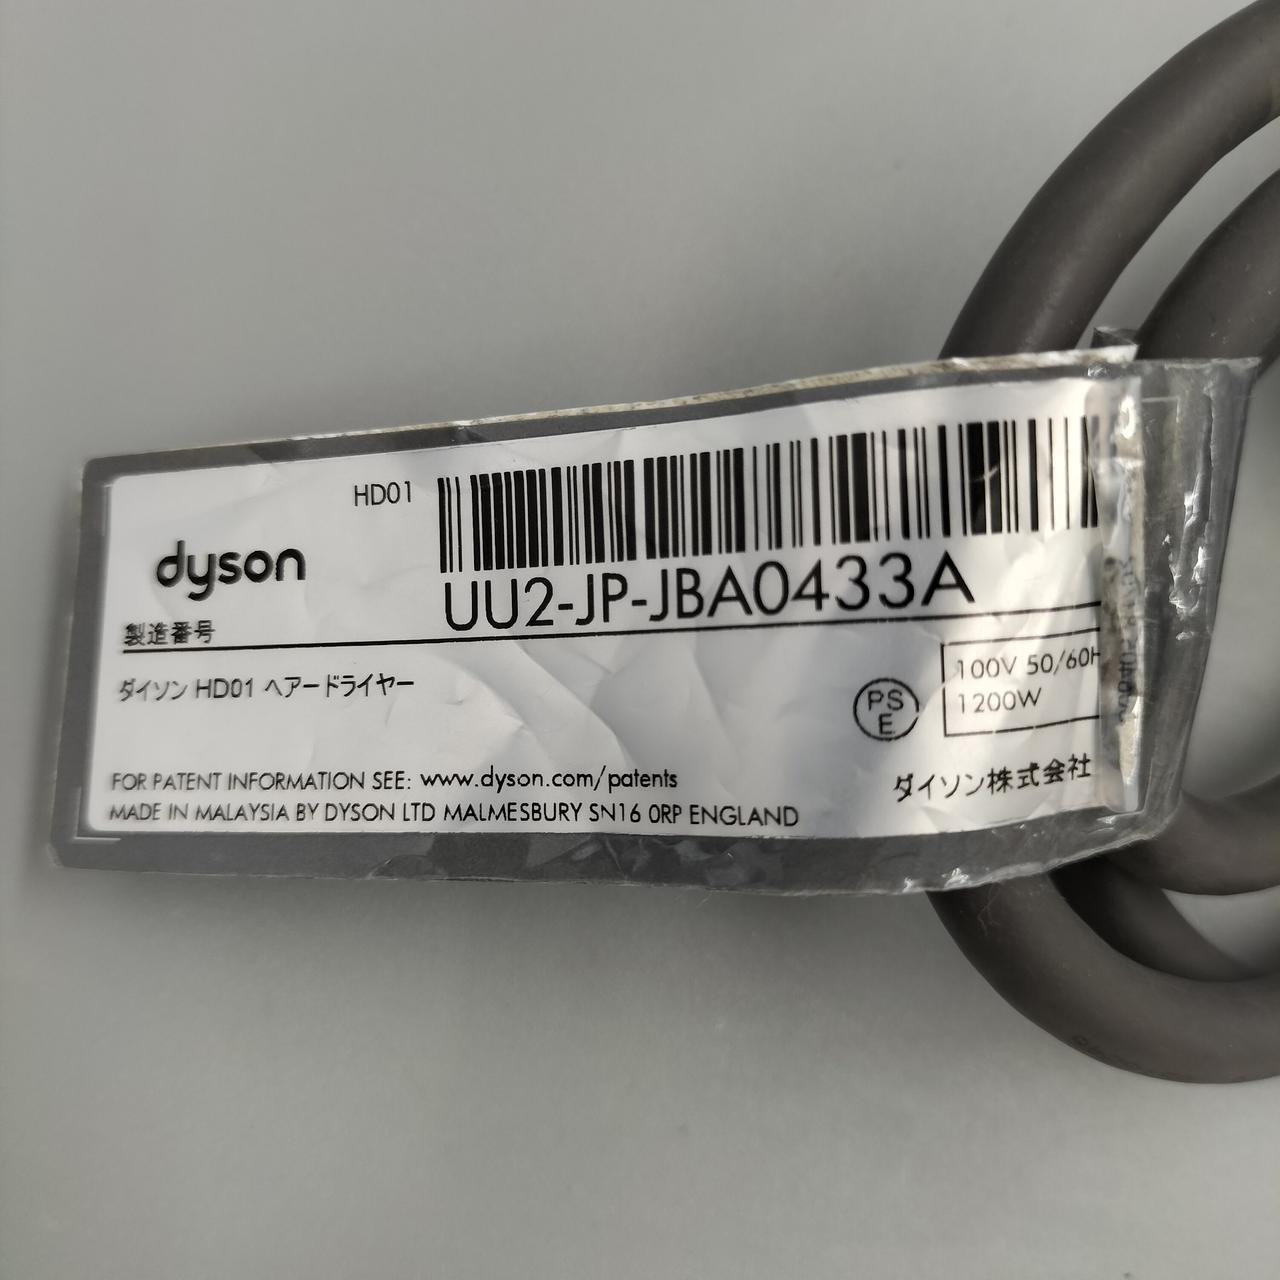 HD01
dyson
UU2-JP-JBA0433A
製造番号
ダイソン HD01 ヘアードライヤー
PS
E
100V 50/60H
1200W
ダイソン株式会社
FOR PATENT INFORMATION SEE: www.dyson.com/patents
MADE IN MALAYSIA BY DYSON LTD MALMESBURY SN16 0RP ENGLAND